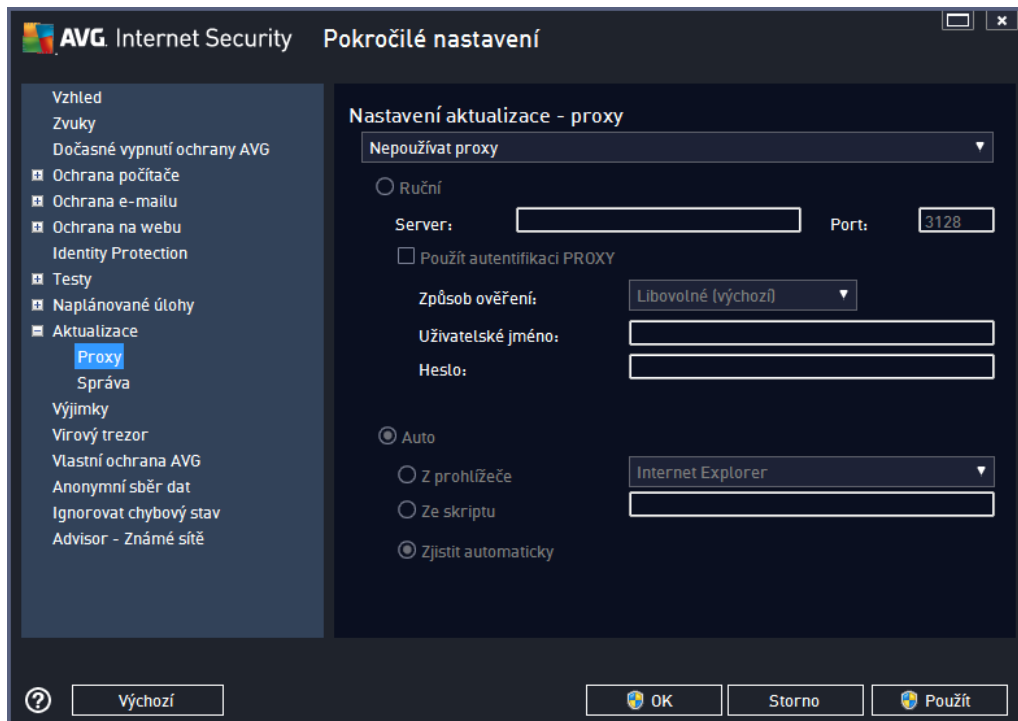 AVG. Internet Security Pokročilé nastavení
Vzhled
Zvuky
Dočasné vypnutí ochrany AVG
Ochrana počítače
Ochrana e-mailu
Ochrana na webu
Identity Protection
Testy
Naplánované úlohy
Aktualizace
Proxy
Správa
Výjimky
Virový trezor
Vlastní ochrana AVG
Anonymní sběr dat
Ignorovat chybový stav
Advisor - Známé sítě
Nastavení aktualizace - proxy
Nepoužívat proxy
Ruční
Server: Port: 3128
Použít autentifikaci PROXY
Způsob ověření: Libovolné (výchozí)
Uživatelské jméno:
Heslo:
Auto
Z prohlížeče Internet Explorer
Ze skriptu
Zjistit automaticky
Výchozí OK Storno Použít